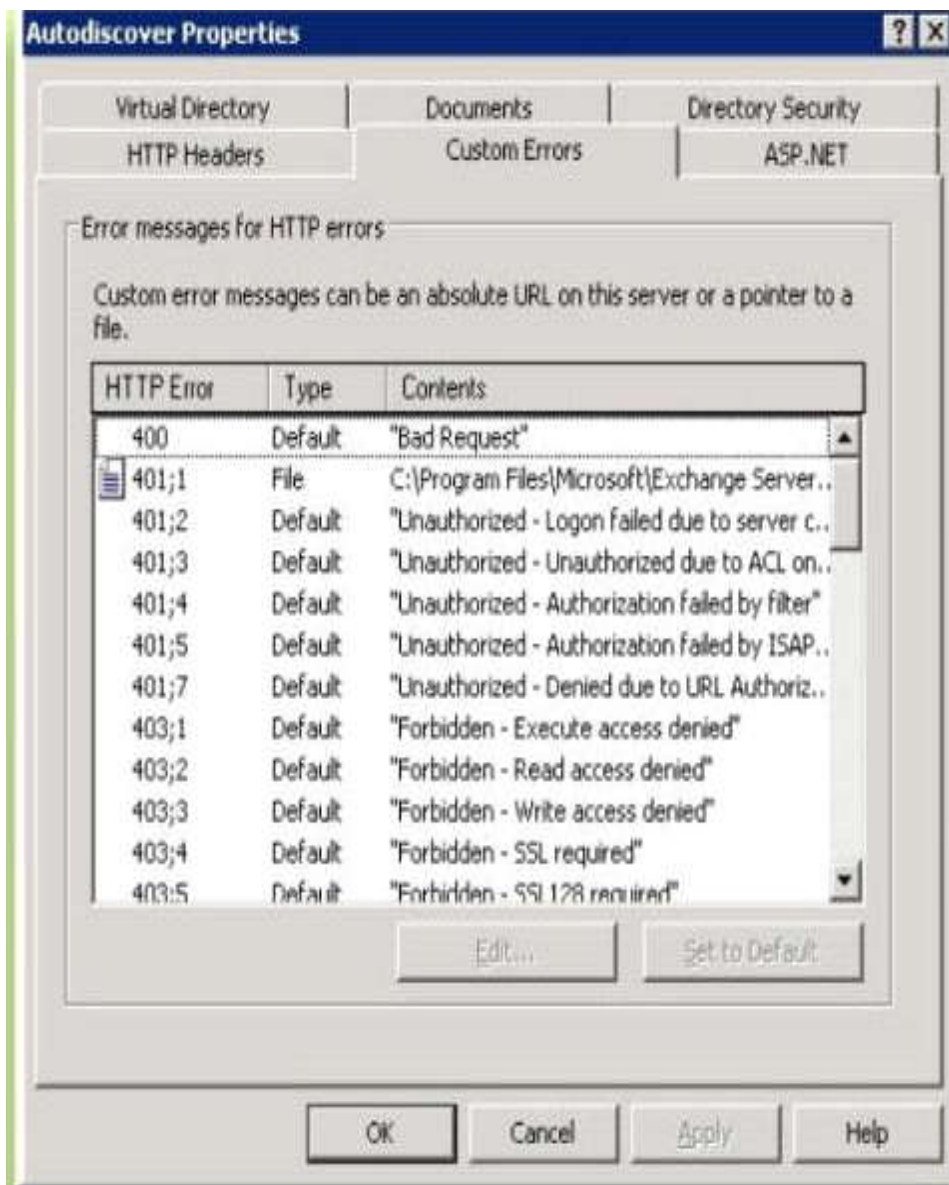 Autodiscover Properties
Virtual Directory
Documents
Directory Security
HTTP Headers
Custom Errors
ASP.NET
Error messages for HTTP errors
Custom error messages can be an absolute URL on this server or a pointer to a
file.
HTTP Error Type Contents
400 Default "Bad Request"
401;1 File C:\Program Files\Microsoft\Exchange Server..
401;2 Default "Unauthorized - Logon failed due to server c..
401;3 Default "Unauthorized - Unauthorized due to ACL on..
401;4 Default "Unauthorized - Authorization failed by filter"
401;5 Default "Unauthorized - Authorization failed by ISAP..
401;7 Default "Unauthorized - Denied due to URL Authoriz..
403;1 Default "Forbidden - Execute access denied"
403;2 Default "Forbidden - Read access denied"
403;3 Default "Forbidden - Write access denied"
403;4 Default "Forbidden - SSL required"
403;5 Default "Forbidden - SSL128 required"
Edit...
Set to Default
OK
Cancel
Apply
Help